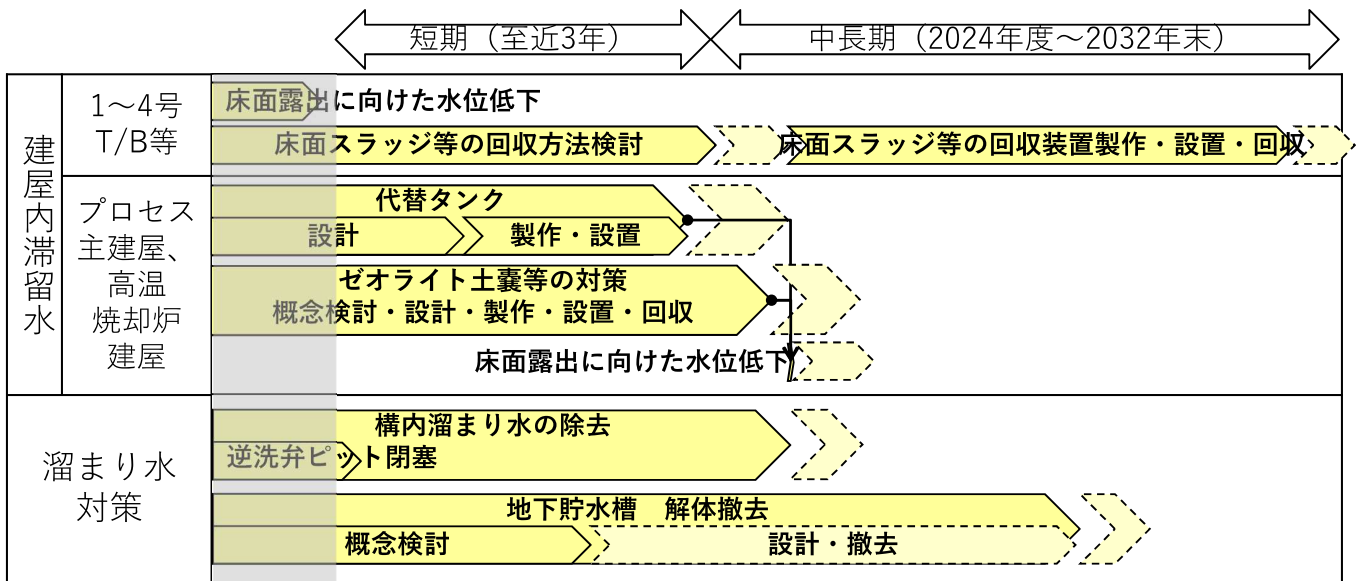 短期（至近3年）
中長期（2024年度～2032年末）
建屋内滞留水
1～4号
T/B等
床面露出に向けた水位低下
床面スラッジ等の回収方法検討
床面スラッジ等の回収装置製作・設置・回収
プロセス
主建屋、
高温
焼却炉
建屋
代替タンク
設計
製作・設置
ゼオライト土嚢等の対策
概念検討・設計・製作・設置・回収
床面露出に向けた水位低下
溜まり水
対策
構内溜まり水の除去
逆洗弁ピット閉塞
地下貯水槽　解体撤去
概念検討
設計・撤去